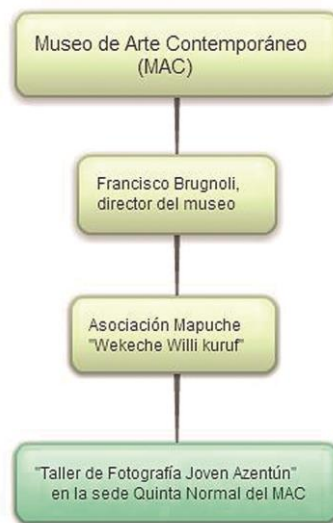 Museo de Arte Contemporáneo
(MAC)
Francisco Brugnoli,
director del museo
Asociación Mapuche
"Wekeche Willi kuruf"
"Taller de Fotografía Joven Azentún"
en la sede Quinta Normal del MAC